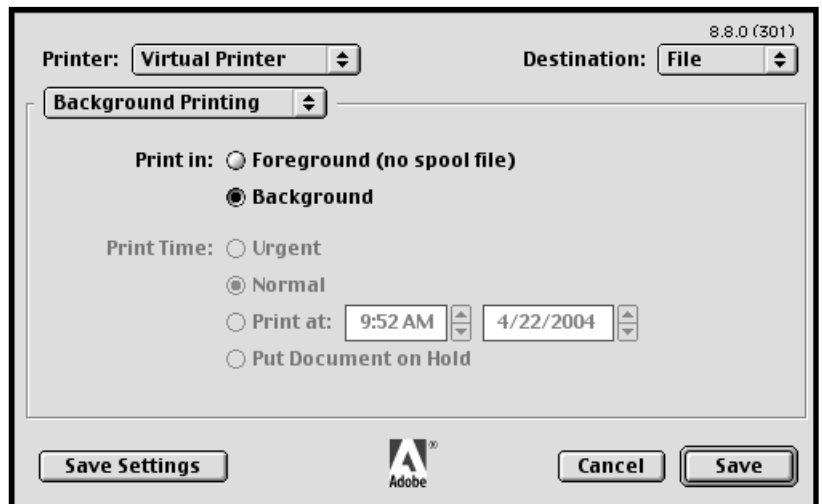 8.8.0 (301)
Printer: Virtual Printer Destination: File
Background Printing
Print in: Foreground (no spool file)
Background
Print Time: Urgent
Normal
Print at: 9:52 AM 4/22/2004
Put Document on Hold
Save Settings Adobe® Cancel Save